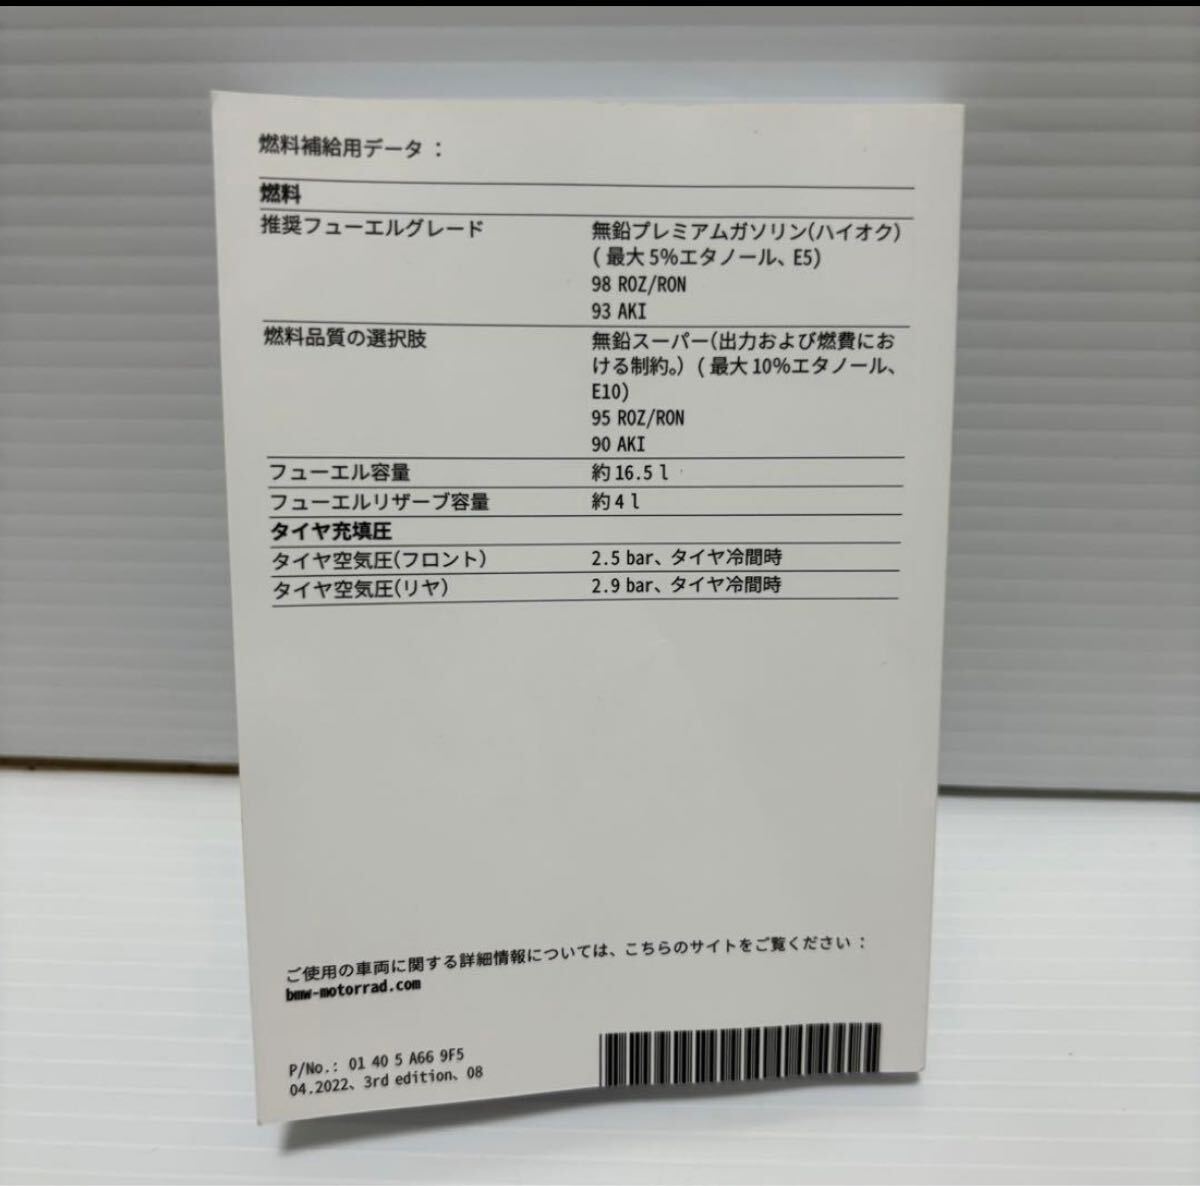 燃料補給用データ：
燃料
推奨フューエルグレード 無鉛プレミアムガソリン(ハイオク)
(最大5%エタノール、E5)
98 ROZ/RON
93 AKI
燃料品質の選択肢 無鉛スーパー(出力および燃費にお
ける制約。) (最大10%エタノール、
E10)
95 ROZ/RON
90 AKI
フューエル容量 約16.5 l
フューエルリザーブ容量 約4 l
タイヤ充填圧
タイヤ空気圧(フロント) 2.5 bar、タイヤ冷間時
タイヤ空気圧(リヤ) 2.9 bar、タイヤ冷間時
ご使用の車両に関する詳細情報については、こちらのサイトをご覧ください：
bmw-motorrad.com
P/No.: 01 40 5 A66 9F5
04.2022、3rd edition、08